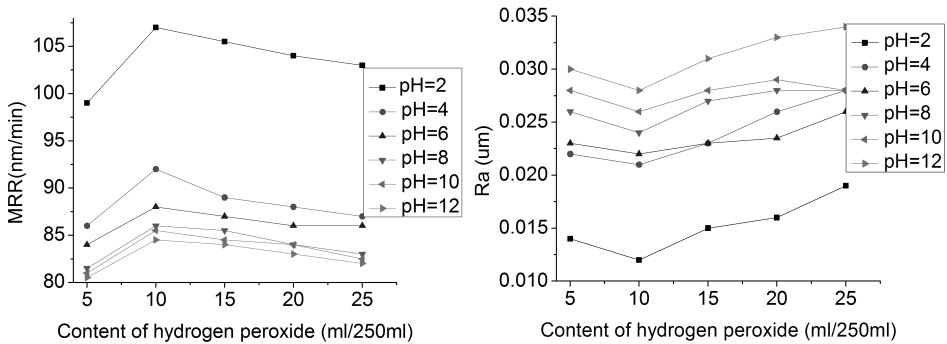 105
100
95
90
85
80
MRR(nm/min)
5 10 15 20 25
Content of hydrogen peroxide (ml/250ml)
pH=2
pH=4
pH=6
pH=8
pH=10
pH=12
0.035
0.030
0.025
0.020
0.015
0.010
Ra (um)
5 10 15 20 25
Content of hydrogen peroxide (ml/250ml)
pH=2
pH=4
pH=6
pH=8
pH=10
pH=12